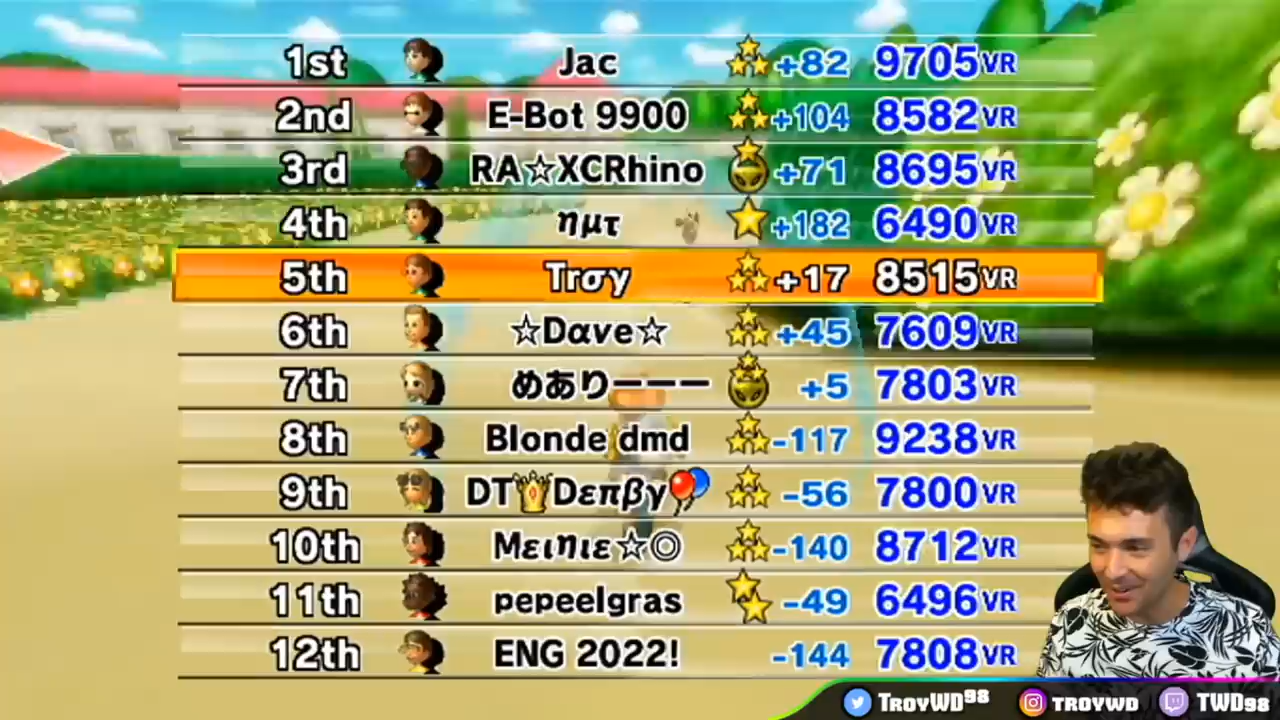 1st Jac +82 9705VR
2nd E-Bot 9900 +104 8582VR
3rd RA☆XCRhino +71 8695VR
4th ημτ +182 6490VR
5th Trσy +17 8515VR
6th ☆Dαve☆ +45 7609VR
7th めありーーー +5 7803VR
8th Blonde dmd -117 9238VR
9th DT Dεπβγ -56 7800VR
10th Mειηιε☆◎ -140 8712VR
11th pepeelgras -49 6496VR
12th ENG 2022! -144 7808VR
TROYWD98 TROYWD TWD98